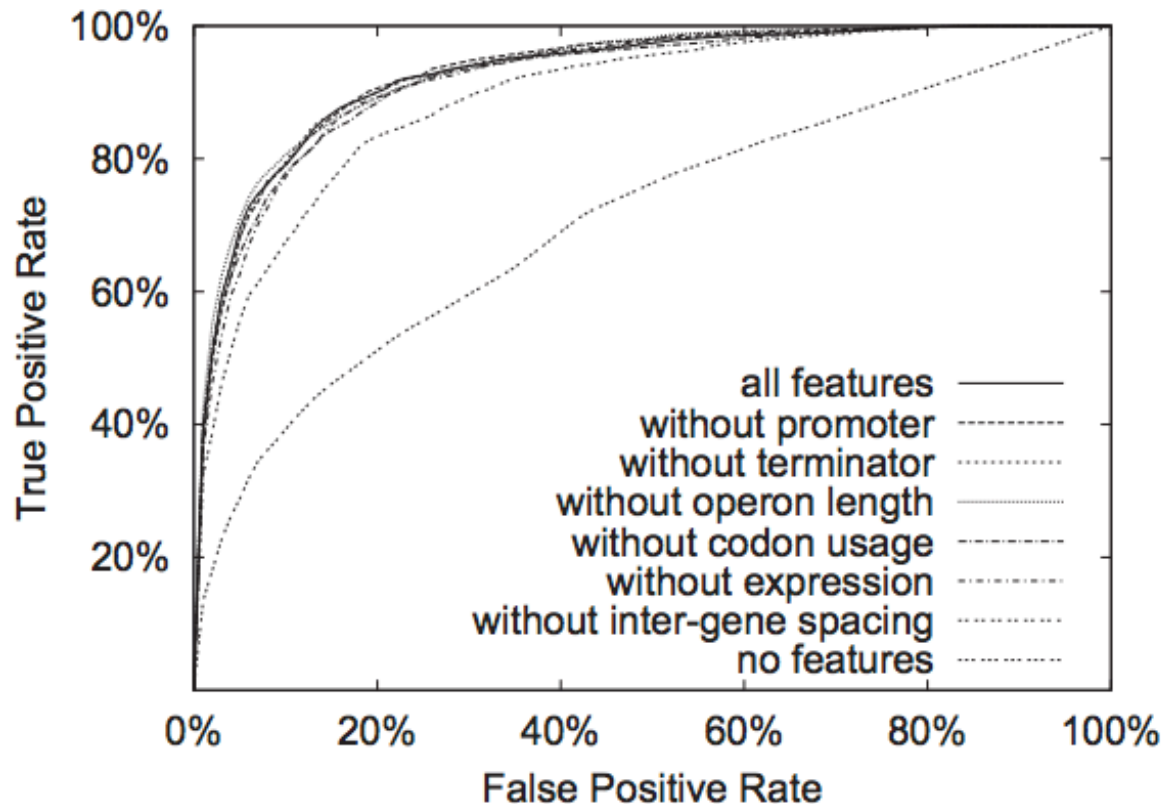 100%
80%
60%
40%
20%
True Positive Rate
all features
without promoter
without terminator
without operon length
without codon usage
without expression
without inter-gene spacing
no features
0% 20% 40% 60% 80% 100%
False Positive Rate